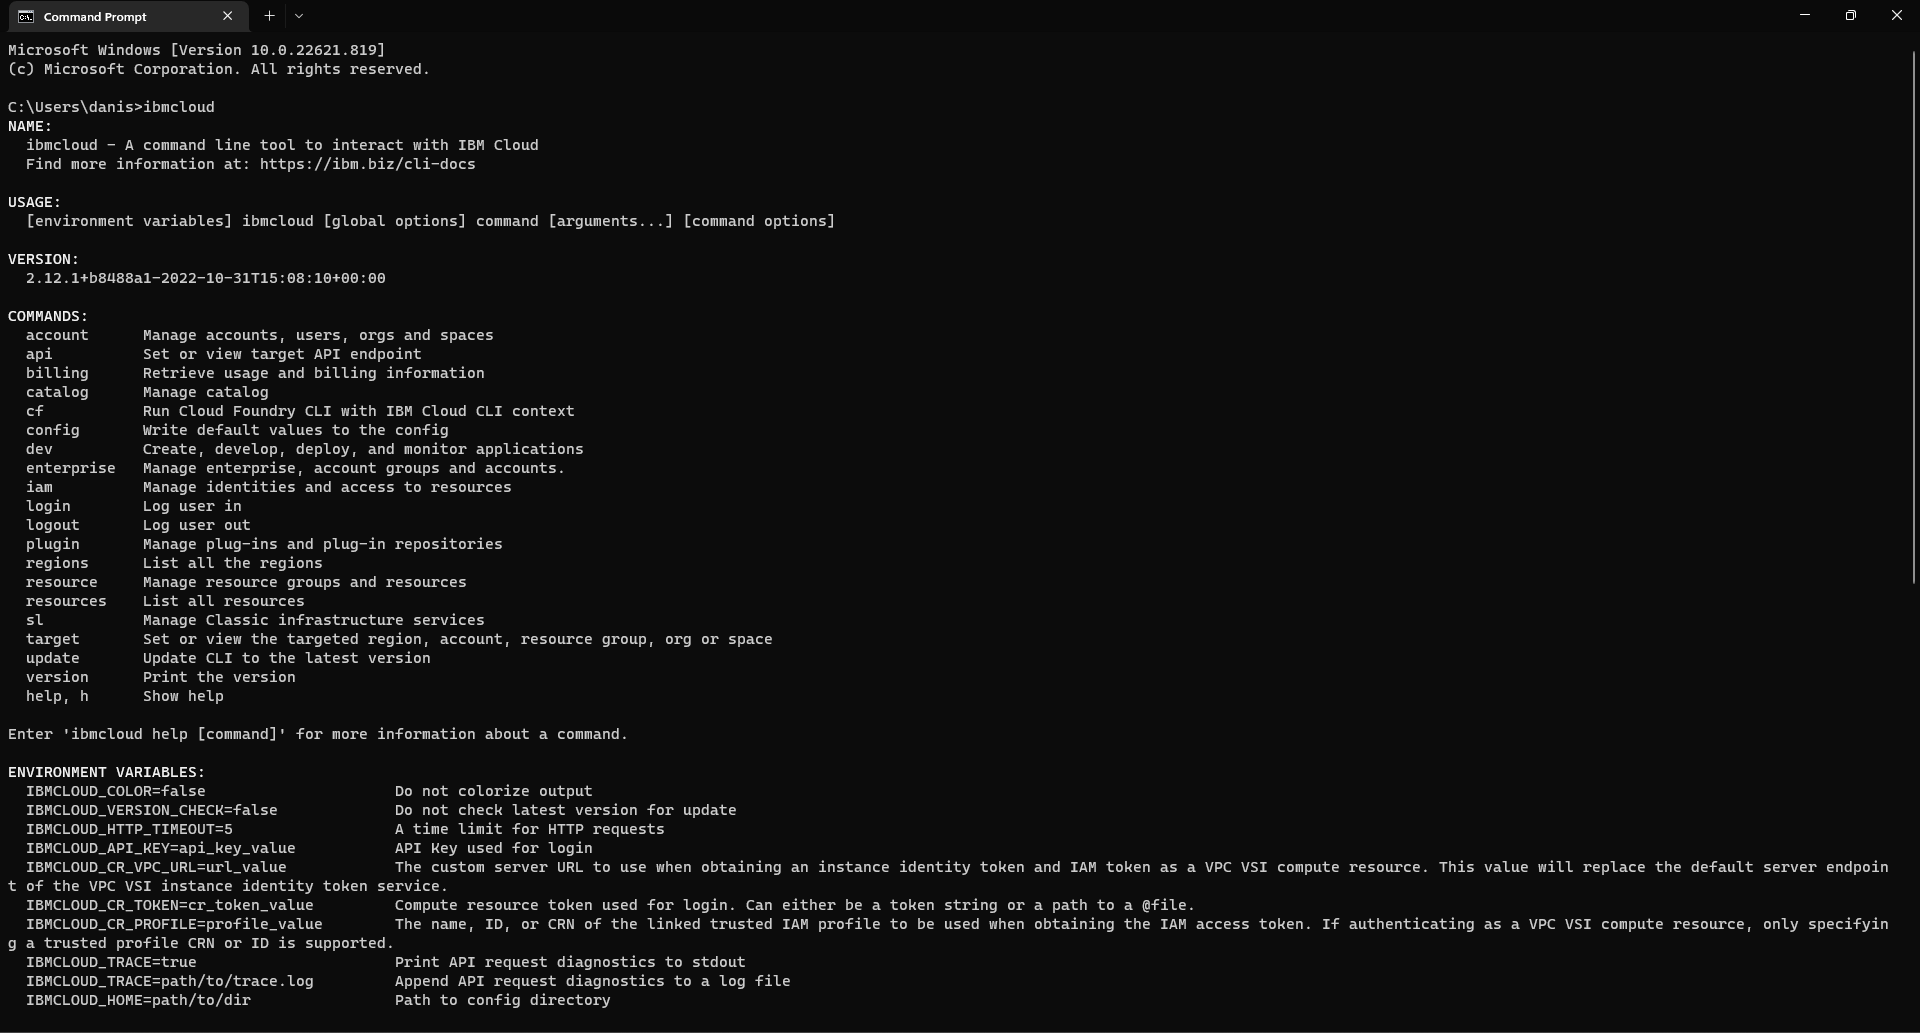 Command Prompt
Microsoft Windows [Version 10.0.22621.819]
(c) Microsoft Corporation. All rights reserved.
C:\Users\danis>ibmcloud
NAME:
ibmcloud - A command line tool to interact with IBM Cloud
Find more information at: https://ibm.biz/cli-docs
USAGE:
[environment variables] ibmcloud [global options] command [arguments...] [command options]
VERSION:
2.12.1+b8488a1-2022-10-31T15:08:10+00:00
COMMANDS:
account Manage accounts, users, orgs and spaces
api Set or view target API endpoint
billing Retrieve usage and billing information
catalog Manage catalog
cf Run Cloud Foundry CLI with IBM Cloud CLI context
config Write default values to the config
dev Create, develop, deploy, and monitor applications
enterprise Manage enterprise, account groups and accounts.
iam Manage identities and access to resources
login Log user in
logout Log user out
plugin Manage plug-ins and plug-in repositories
regions List all the regions
resource Manage resource groups and resources
resources List all resources
sl Manage Classic infrastructure services
target Set or view the targeted region, account, resource group, org or space
update Update CLI to the latest version
version Print the version
help, h Show help
Enter 'ibmcloud help [command]' for more information about a command.
ENVIRONMENT VARIABLES:
IBMCLOUD_COLOR=false Do not colorize output
IBMCLOUD_VERSION_CHECK=false Do not check latest version for update
IBMCLOUD_HTTP_TIMEOUT=5 A time limit for HTTP requests
IBMCLOUD_API_KEY=api_key_value API Key used for login
IBMCLOUD_CR_VPC_URL=url_value The custom server URL to use when obtaining an instance identity token and IAM token as a VPC VSI compute resource. This value will replace the default server endpoin
t of the VPC VSI instance identity token service.
IBMCLOUD_CR_TOKEN=cr_token_value Compute resource token used for login. Can either be a token string or a path to a @file.
IBMCLOUD_CR_PROFILE=profile_value The name, ID, or CRN of the linked trusted IAM profile to be used when obtaining the IAM access token. If authenticating as a VPC VSI compute resource, only specifyin
g a trusted profile CRN or ID is supported.
IBMCLOUD_TRACE=true Print API request diagnostics to stdout
IBMCLOUD_TRACE=path/to/trace.log Append API request diagnostics to a log file
IBMCLOUD_HOME=path/to/dir Path to config directory